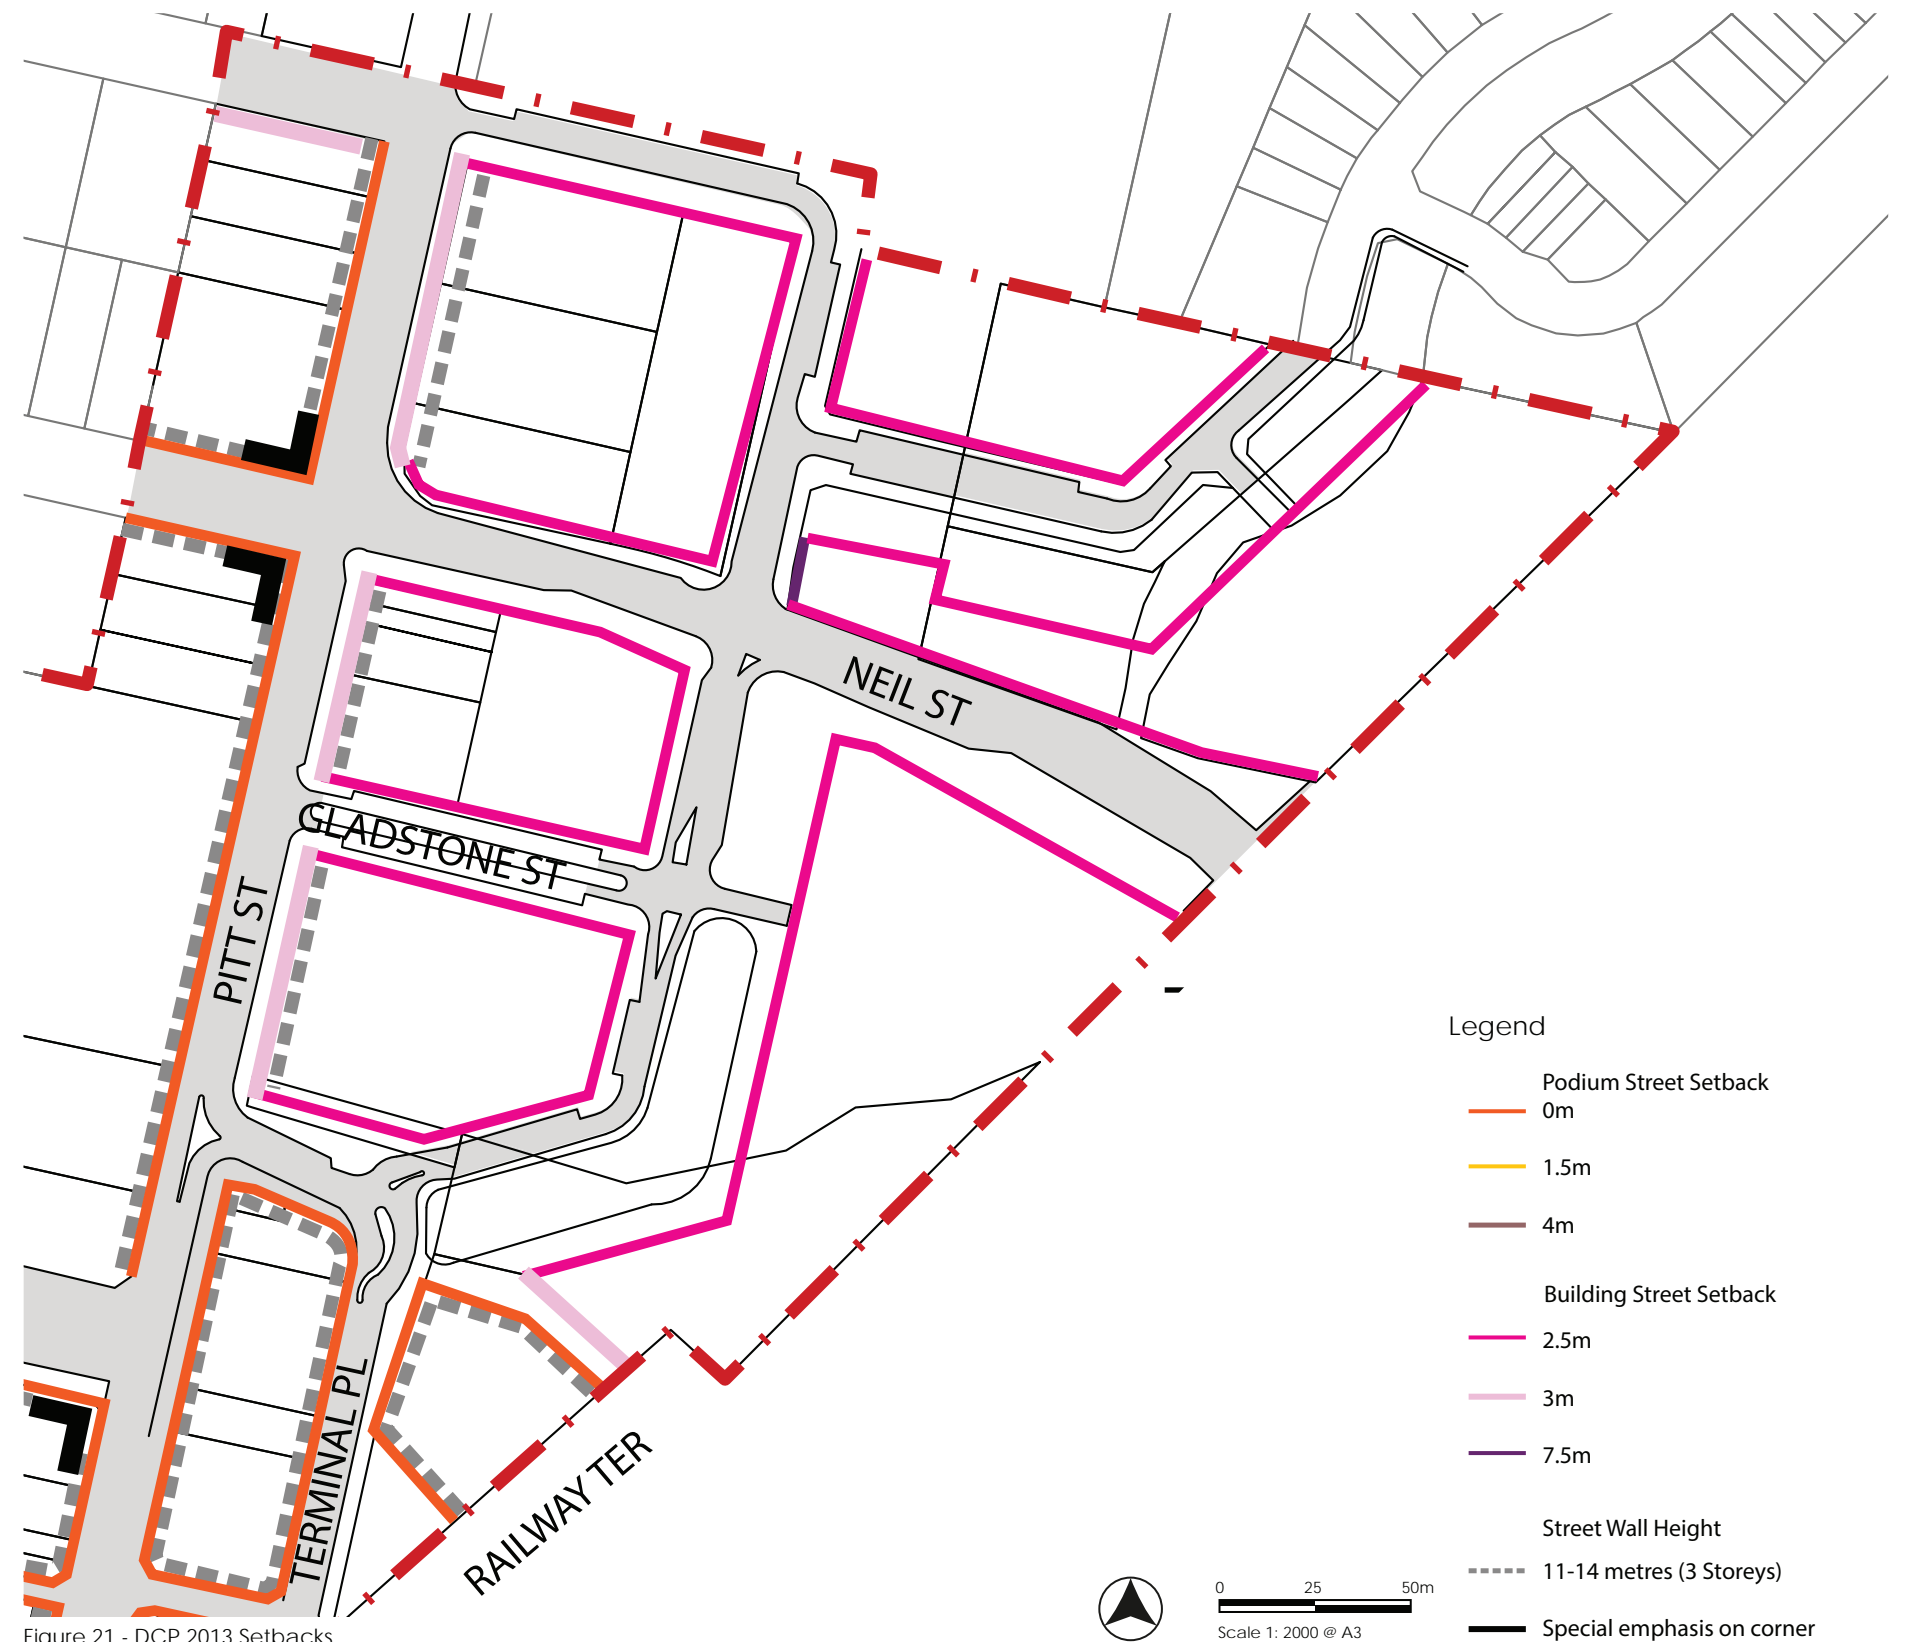 NEIL ST
GLADSTONE ST
PITT ST
TERMINAL PL
RAILWAY TER
Legend
Podium Street Setback
0m
1.5m
4m
Building Street Setback
2.5m
3m
7.5m
Street Wall Height
11-14 metres (3 Storeys)
Special emphasis on corner
0 25 50m
Scale 1: 2000 @ A3
Figure 21 - DCP 2013 Setbacks